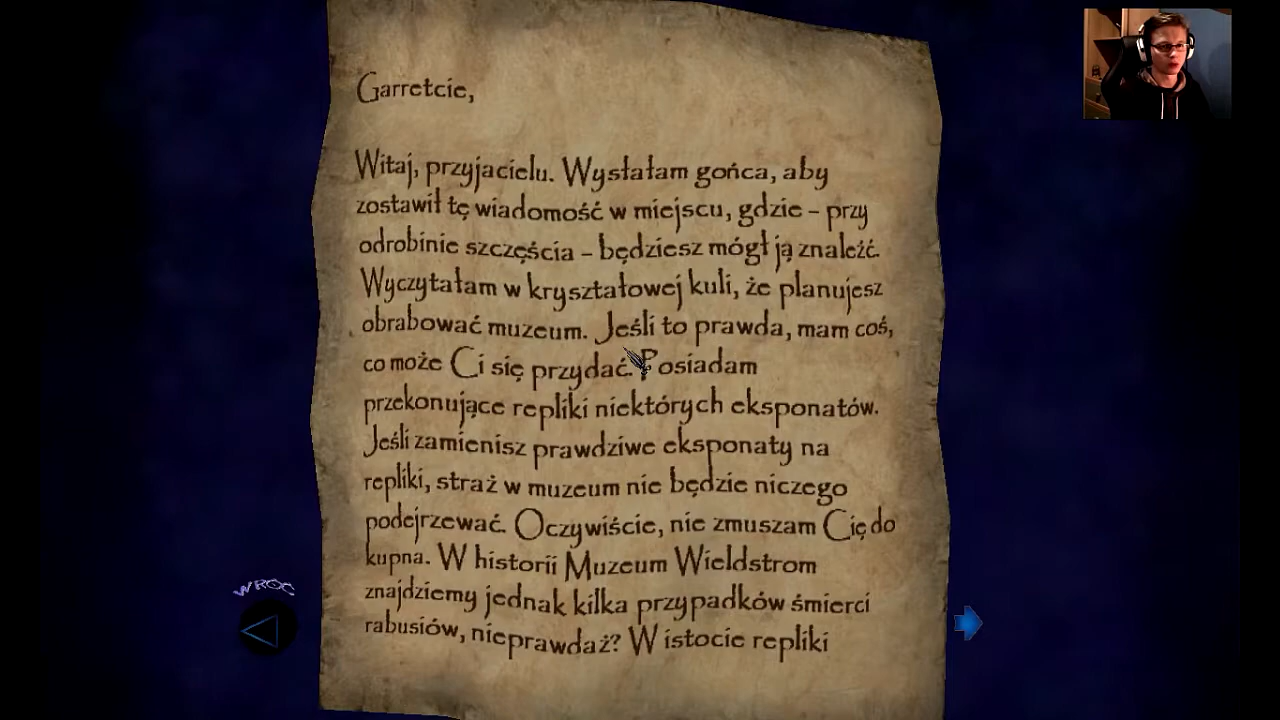 Garretcie,
Witaj, przyjacielu. Wysłałam gońca, aby
zostawił tę wiadomość w miejscu, gdzie - przy
odrobinie szczęścia - będziesz mógł ją znaleźć.
Wyczytałam w kryształowej kuli, że planujesz
obrabować muzeum. Jeśli to prawda, mam coś,
co może Ci się przydać. Posiadam
przekonujące repliki niektórych eksponatów.
Jeśli zamienisz prawdziwe eksponaty na
repliki, straż w muzeum nie będzie niczego
podejrzewać. Oczywiście, nie zmuszam Cię do
kupna. W historii Muzeum Wieldstrom
znajdziemy jednak kilka przypadków śmierci
rabusiów, nieprawdaż? W istocie repliki
WRÓĆ